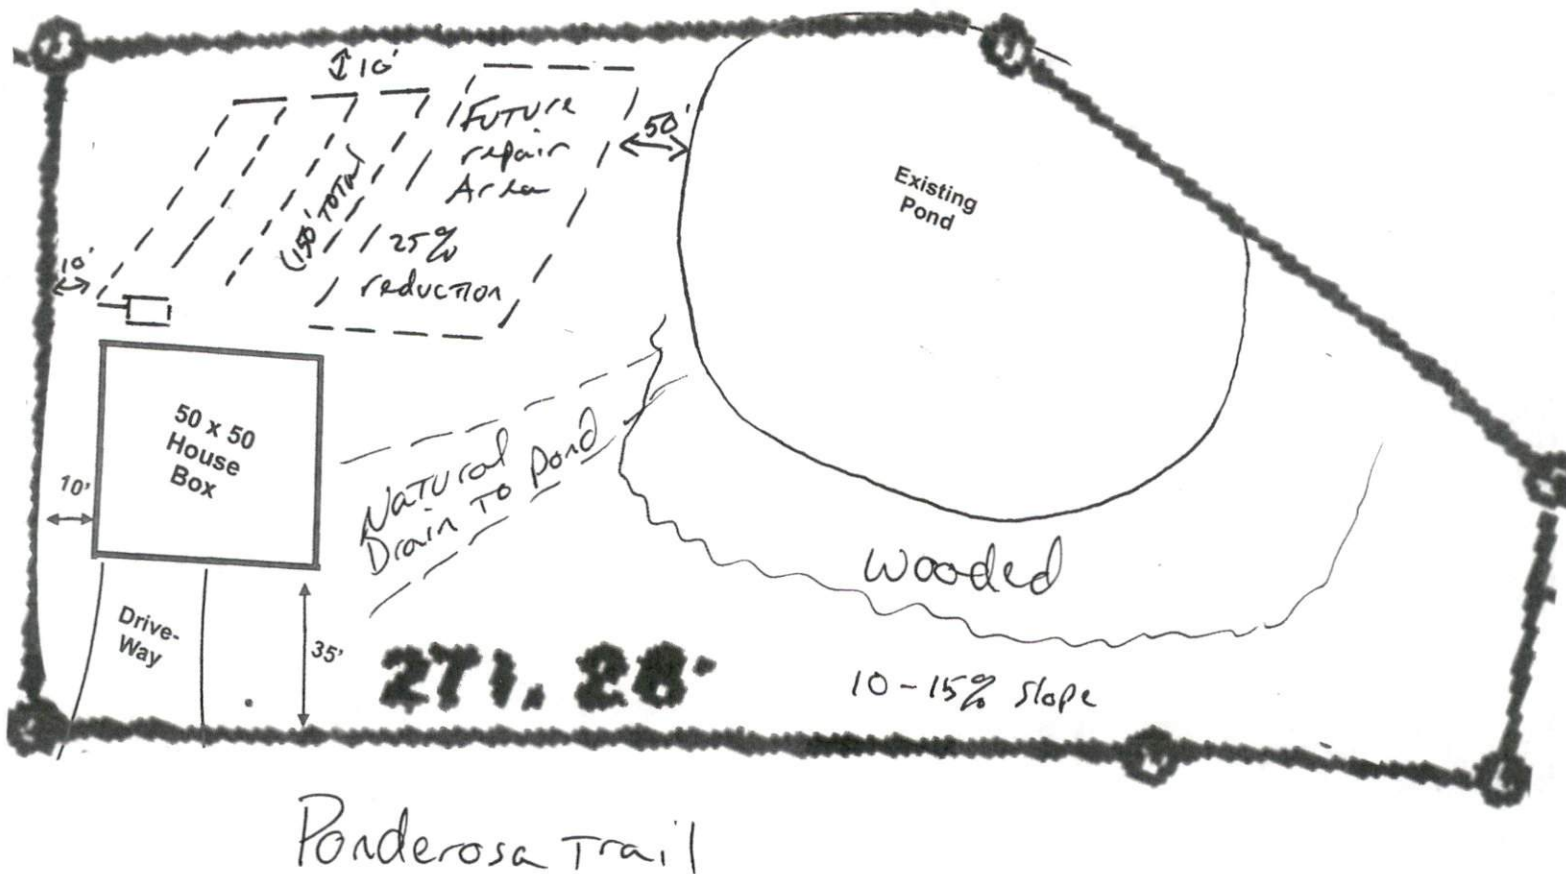 10'
Future
repair
Area
50'
Existing
Pond
(150' Total)
25%
reduction
10'
50 x 50
House
Box
10'
Natural
Drain To Pond
Wooded
Drive-
Way
35'
271.28'
10-15% slope
Ponderosa Trail